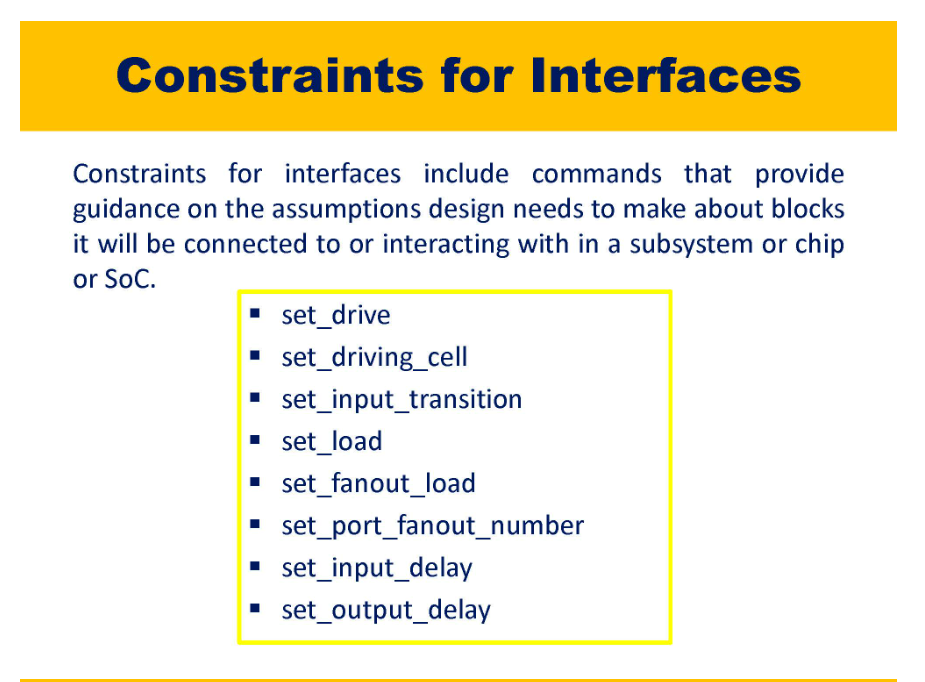 Constraints for Interfaces
Constraints for interfaces include commands that provide
guidance on the assumptions design needs to make about blocks
it will be connected to or interacting with in a subsystem or chip
or SoC.
▪ set_drive
▪ set_driving_cell
▪ set_input_transition
▪ set_load
▪ set_fanout_load
▪ set_port_fanout_number
▪ set_input_delay
▪ set_output_delay